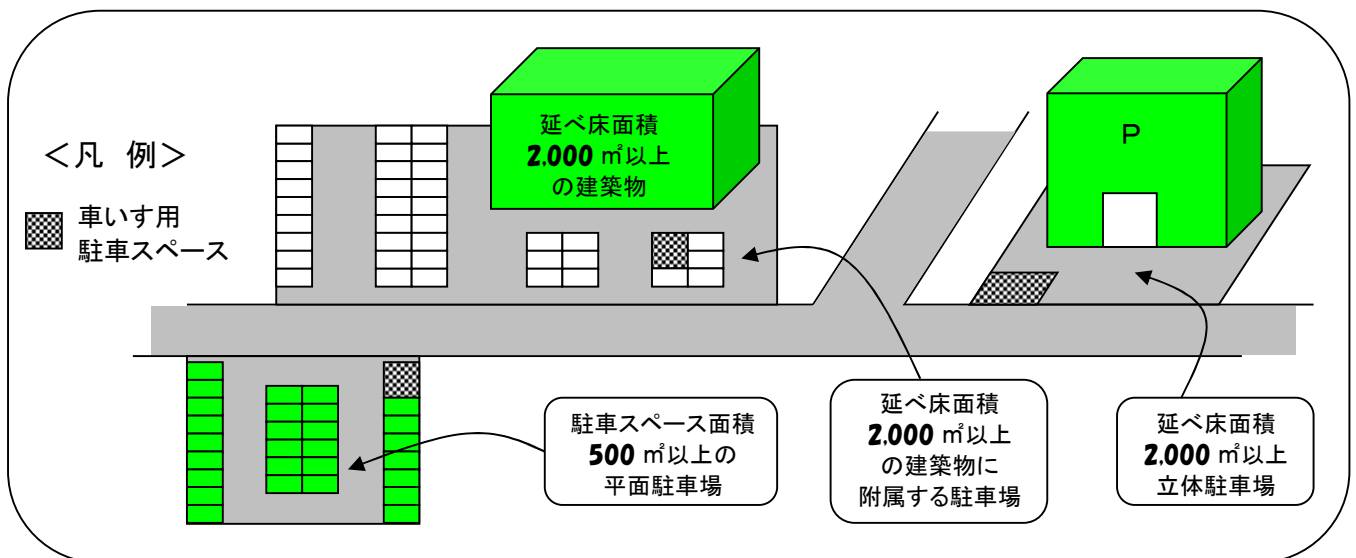 延べ床面積
2,000 ㎡以上
の建築物
P
＜凡 例＞
車いす用
駐車スペース
駐車スペース面積
500 ㎡以上の
平面駐車場
延べ床面積
2,000 ㎡以上
の建築物に
附属する駐車場
延べ床面積
2,000 ㎡以上
立体駐車場